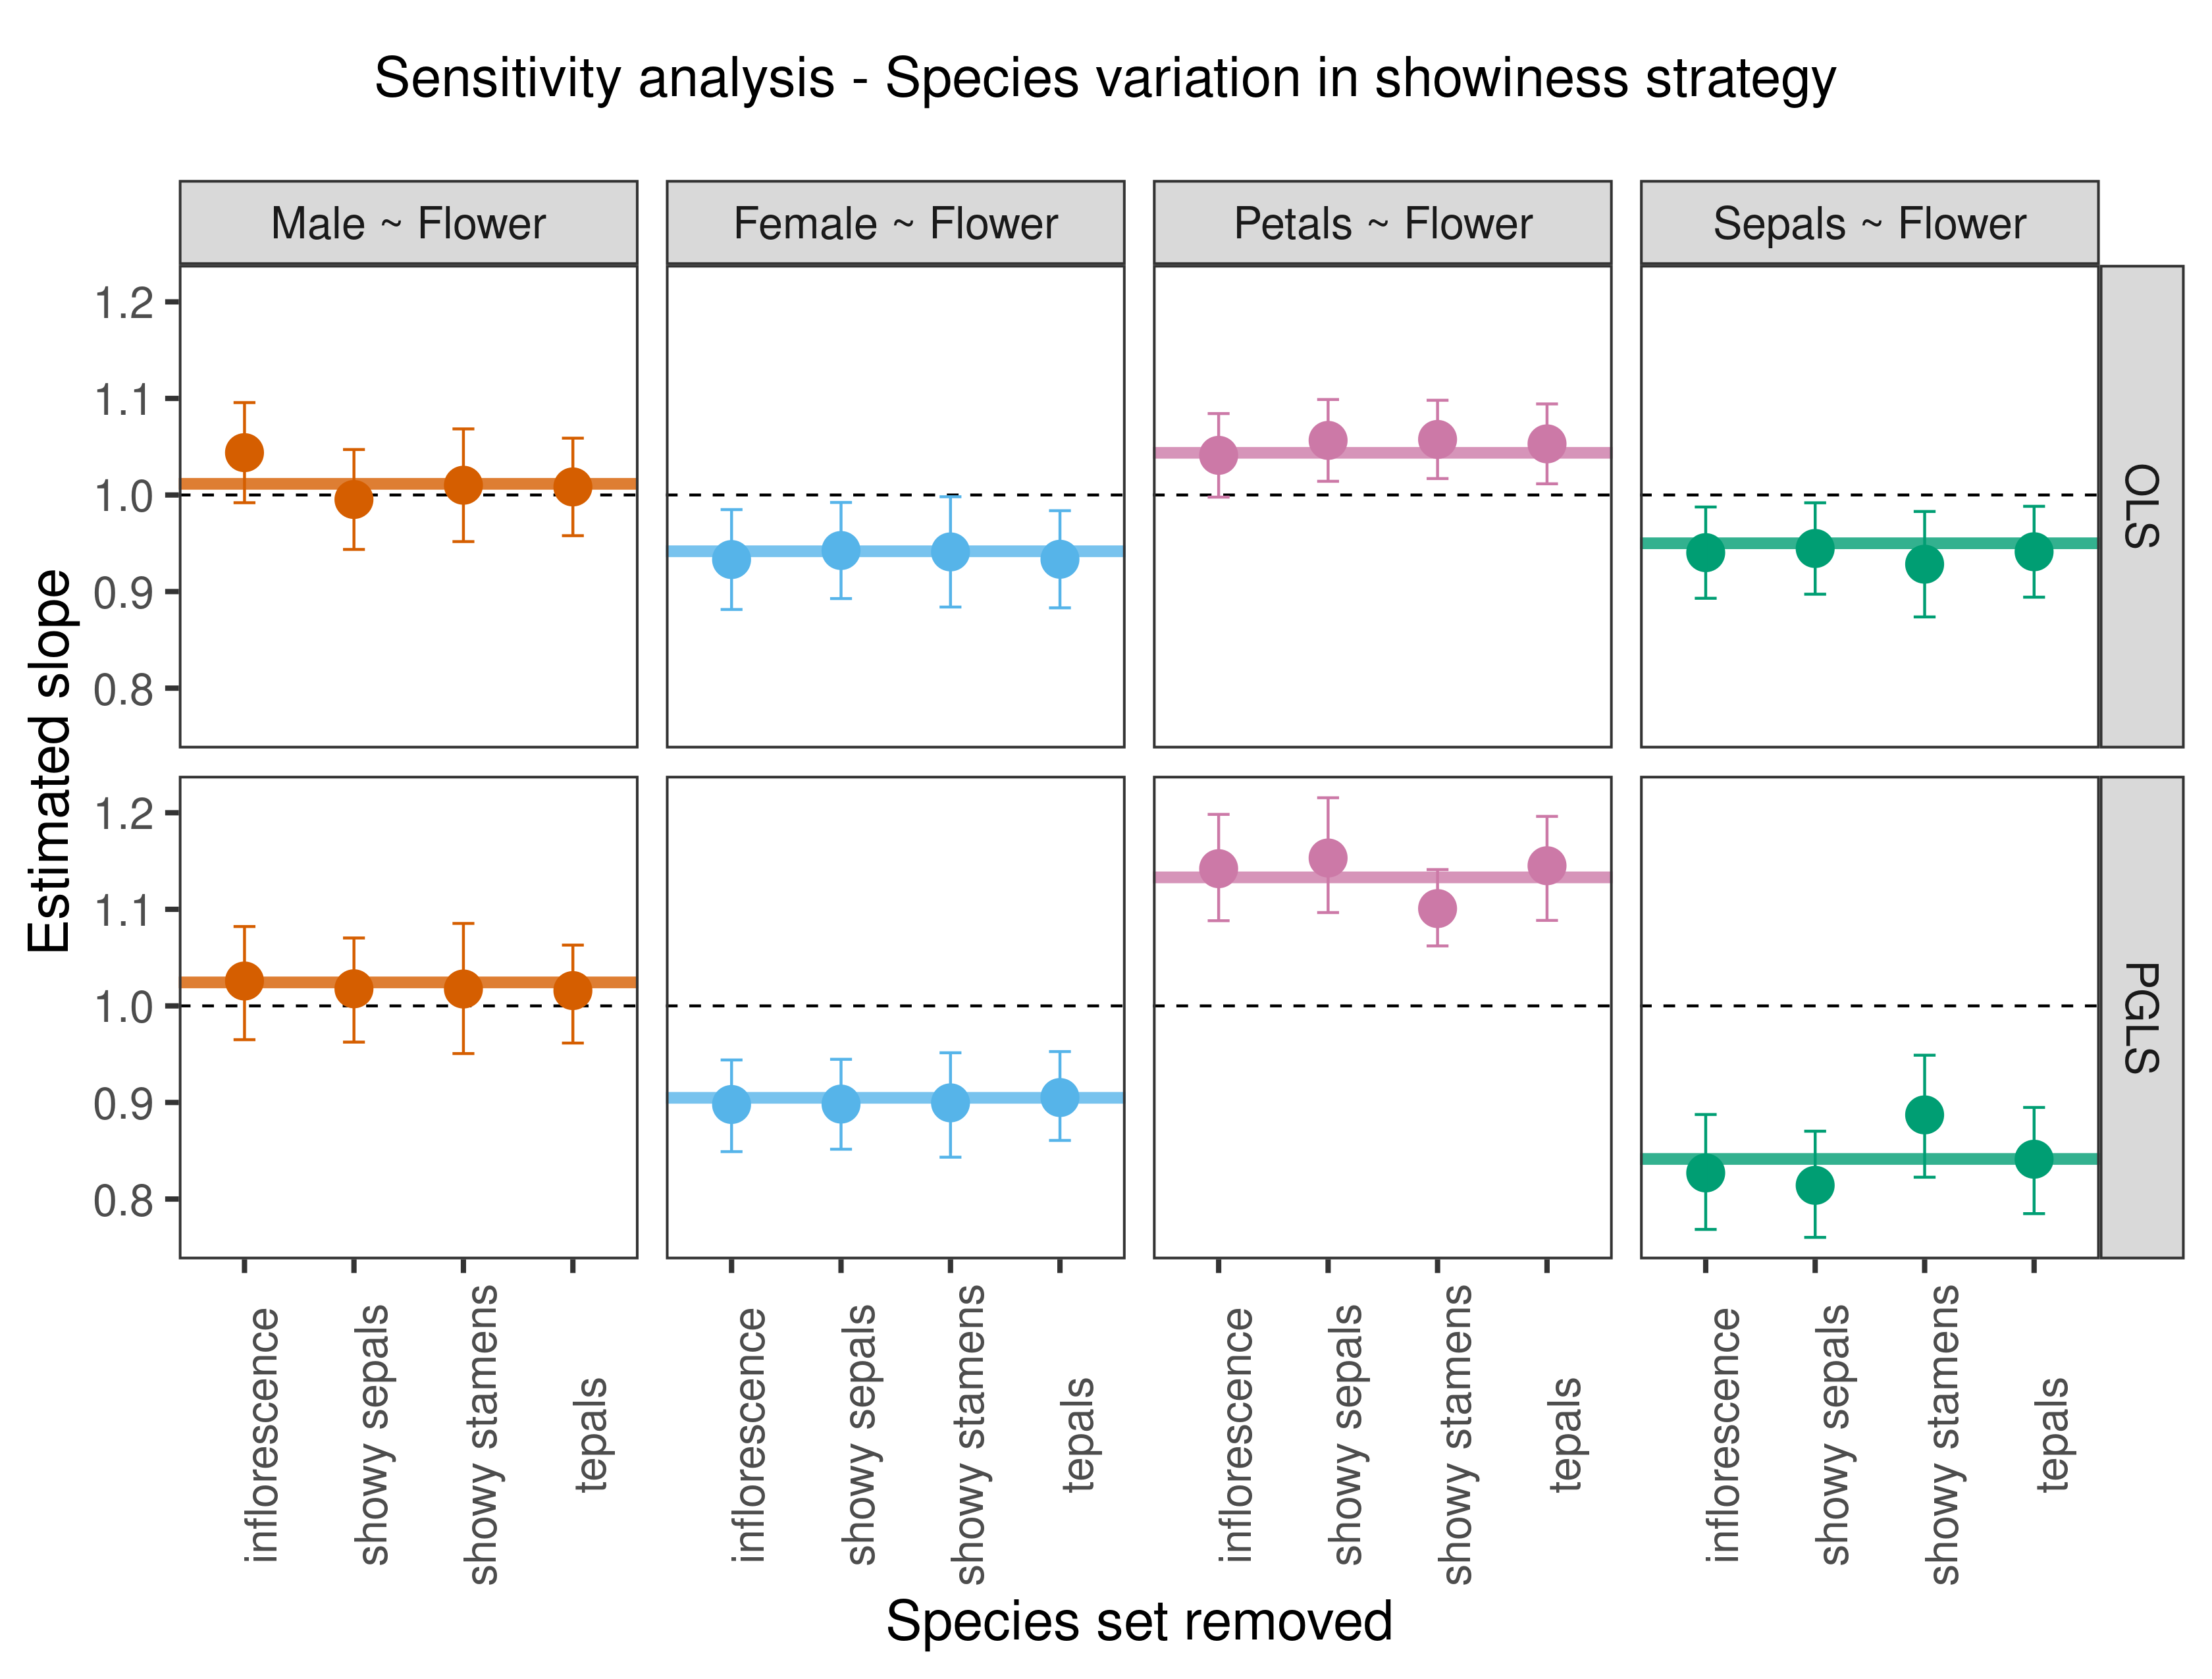 Sensitivity analysis - Species variation in showiness strategy
Male ~ Flower
Female ~ Flower
Petals ~ Flower
Sepals ~ Flower
Estimated slope
1.2
1.1
1.0
0.9
0.8
OLS
1.2
1.1
1.0
0.9
0.8
PGLS
inflorescence
showy sepals
showy stamens
tepals
inflorescence
showy sepals
showy stamens
tepals
inflorescence
showy sepals
showy stamens
tepals
inflorescence
showy sepals
showy stamens
tepals
Species set removed